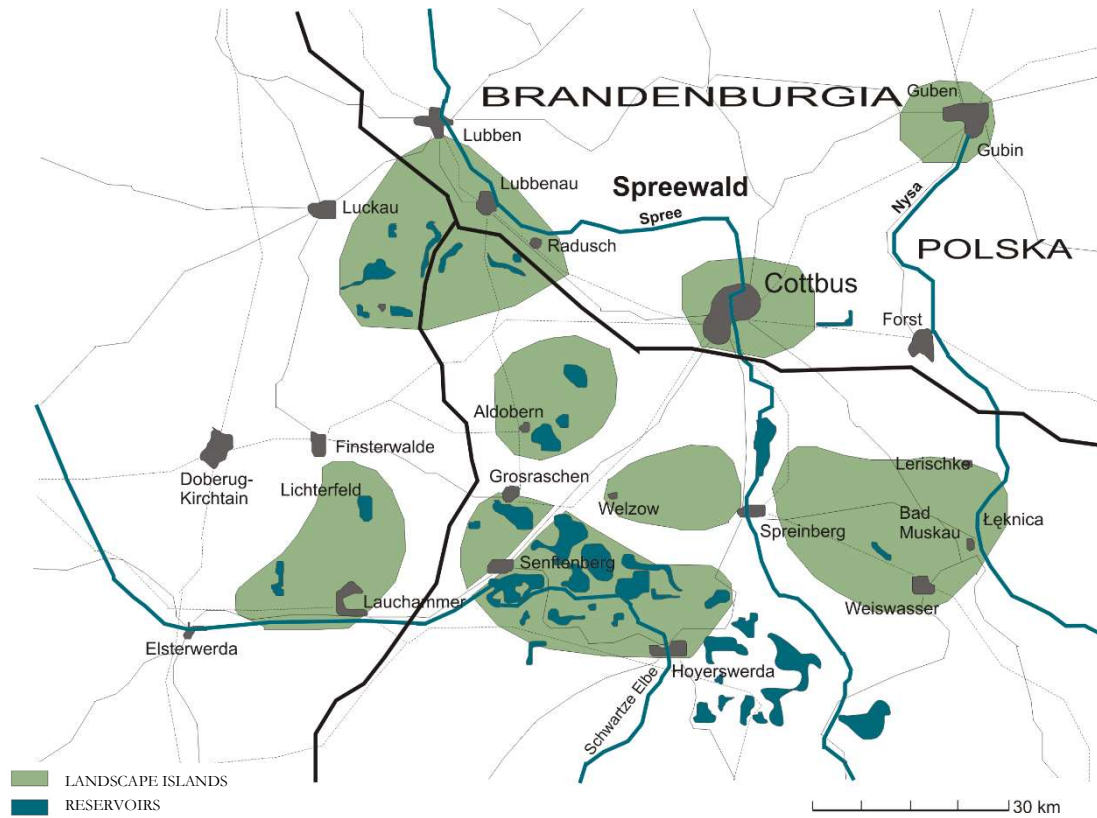 BRANDENBURGIA
Guben
Lubben
Gubin
Lubbenau
Spreewald
Nysa
Luckau
Spree
Radusch
POLSKA
Cottbus
Forst
Aldobern
Finsterwalde
Lerischke
Doberug-
Kirchtain
Lichterfeld
Grosraschen
Welzow
Bad
Muskau
Łęknica
Spreinberg
Senftenberg
Lauchammer
Weiswasser
Elsterwerda
Hoyerswerda
Schwartze Elbe
LANDSCAPE ISLANDS
RESERVOIRS
30 km